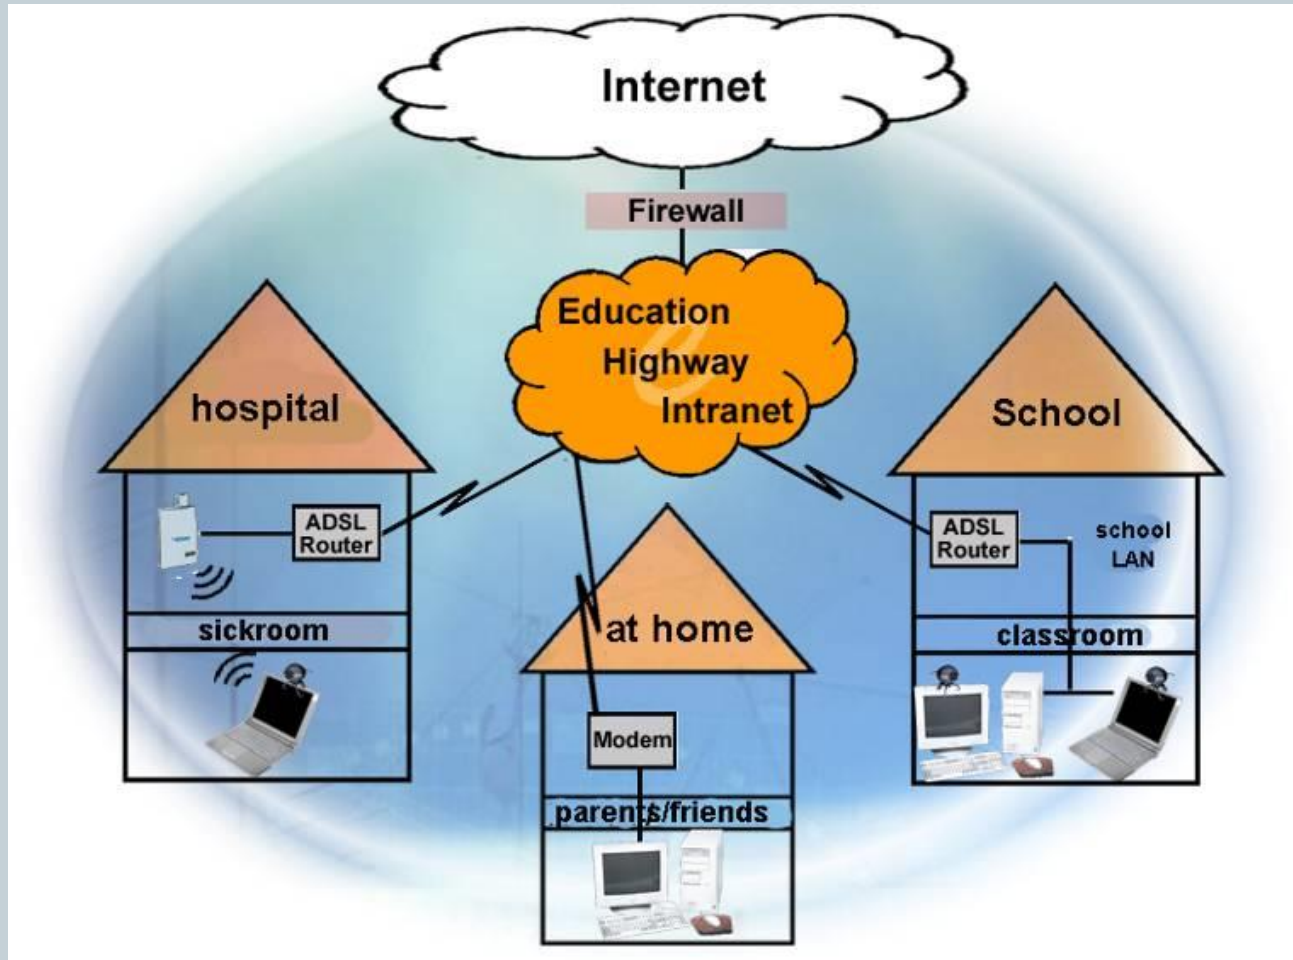 Internet
Firewall
Education
Highway
Intranet
hospital
ADSL
Router
sickroom
at home
Modem
parents/friends
School
ADSL
Router
school
LAN
classroom